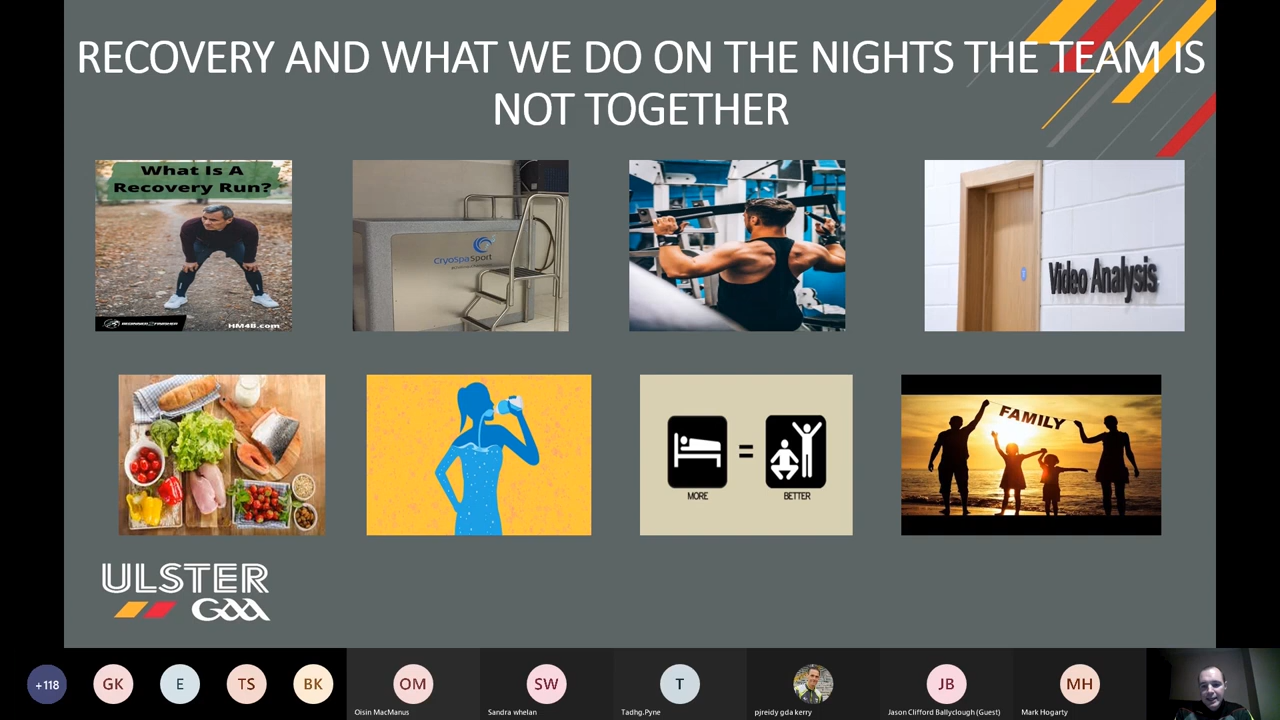 RECOVERY AND WHAT WE DO ON THE NIGHTS THE TEAM IS
NOT TOGETHER
What Is A
Recovery Run?
HM4B.com
CryoSpa Sport
Video Analysis
MORE
=
BETTER
FAMILY
ULSTER
GAA
+118
GK
E
TS
BK
OM
SW
T
JB
MH
Oisin MacManus
Sandra whelan
Tadhg.Pyne
pjreidy gda kerry
Jason Clifford Ballyclough (Guest)
Mark Hogarty